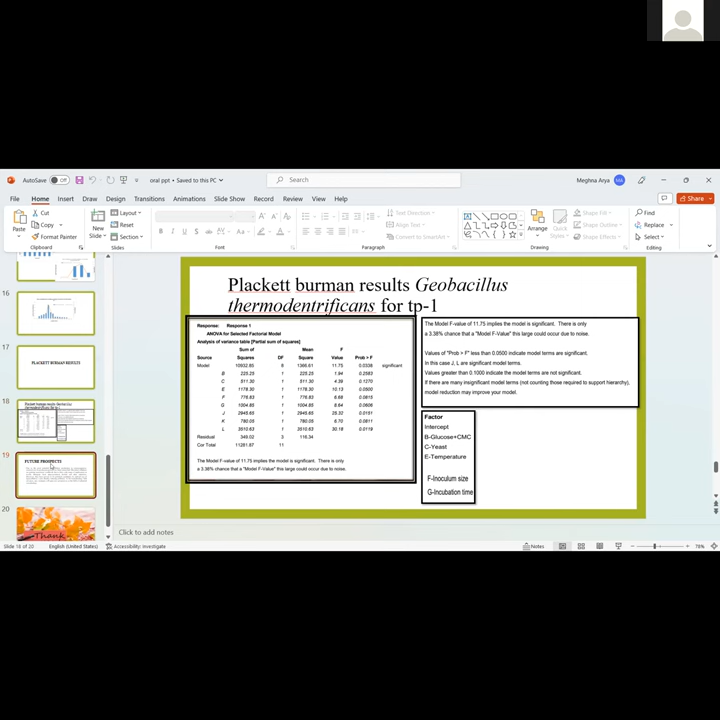 AutoSave Off
oral ppt • Saved to this PC
Search
Meghna Arya
MA
File Home Insert Draw Design Transitions Animations Slide Show Record Review View Help
Share
Paste
Cut
Copy
Format Painter
Clipboard
New Slide
Layout
Reset
Section
Slides
Font
Paragraph
Text Direction
Align Text
Convert to SmartArt
Arrange
Quick Styles
Shape Fill
Shape Effects
Drawing
Find
Replace
Select
Editing
16
17
PLACKETT BURMAN RESULTS
18
19
FUTURE PROSPECTS
20
Thank
Plackett burman results Geobacillus
thermodentrificans for tp-1
Response: Response 1
ANOVA for Selected Factorial Model
Analysis of variance table [Partial sum of squares]
Sum of Mean F
Source Squares DF Square Value Prob > F
Model 10932.85 8 1366.61 11.75 0.0338 significant
B 225.25 1 225.25 1.94 0.2583
C 511.30 1 511.30 4.39 0.1270
E 1178.30 1 1178.30 10.13 0.0500
F 776.63 1 776.63 6.68 0.0815
G 1004.85 1 1004.85 8.64 0.0606
J 2945.65 1 2945.65 25.32 0.0151
K 780.05 1 780.05 6.70 0.0811
L 3510.63 1 3510.63 30.18 0.0119
Residual 349.02 3 116.34
Cor Total 11281.87 11
The Model F-value of 11.75 implies the model is significant. There is only
a 3.38% chance that a "Model F-Value" this large could occur due to noise.
The Model F-value of 11.75 implies the model is significant. There is only
a 3.38% chance that a "Model F-Value" this large could occur due to noise.
Values of "Prob > F" less than 0.0500 indicate model terms are significant.
In this case J, L are significant model terms.
Values greater than 0.1000 indicate the model terms are not significant.
If there are many insignificant model terms (not counting those required to support hierarchy),
model reduction may improve your model.
Factor
Intercept
B-Glucose+CMC
C-Yeast
E-Temperature
F-Inoculum size
G-Incubation time
Click to add notes
Slide 18 of 20 English (United States) Accessibility: Investigate
Notes
76%